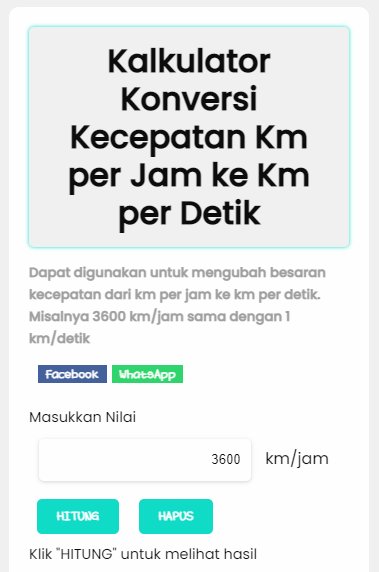 Kalkulator
Konversi
Kecepatan Km
per Jam ke Km
per Detik
Dapat digunakan untuk mengubah besaran
kecepatan dari km per jam ke km per detik.
Misalnya 3600 km/jam sama dengan 1
km/detik
Facebook WhatsApp
Masukkan Nilai
3600 km/jam
HITUNG HAPUS
Klik "HITUNG" untuk melihat hasil